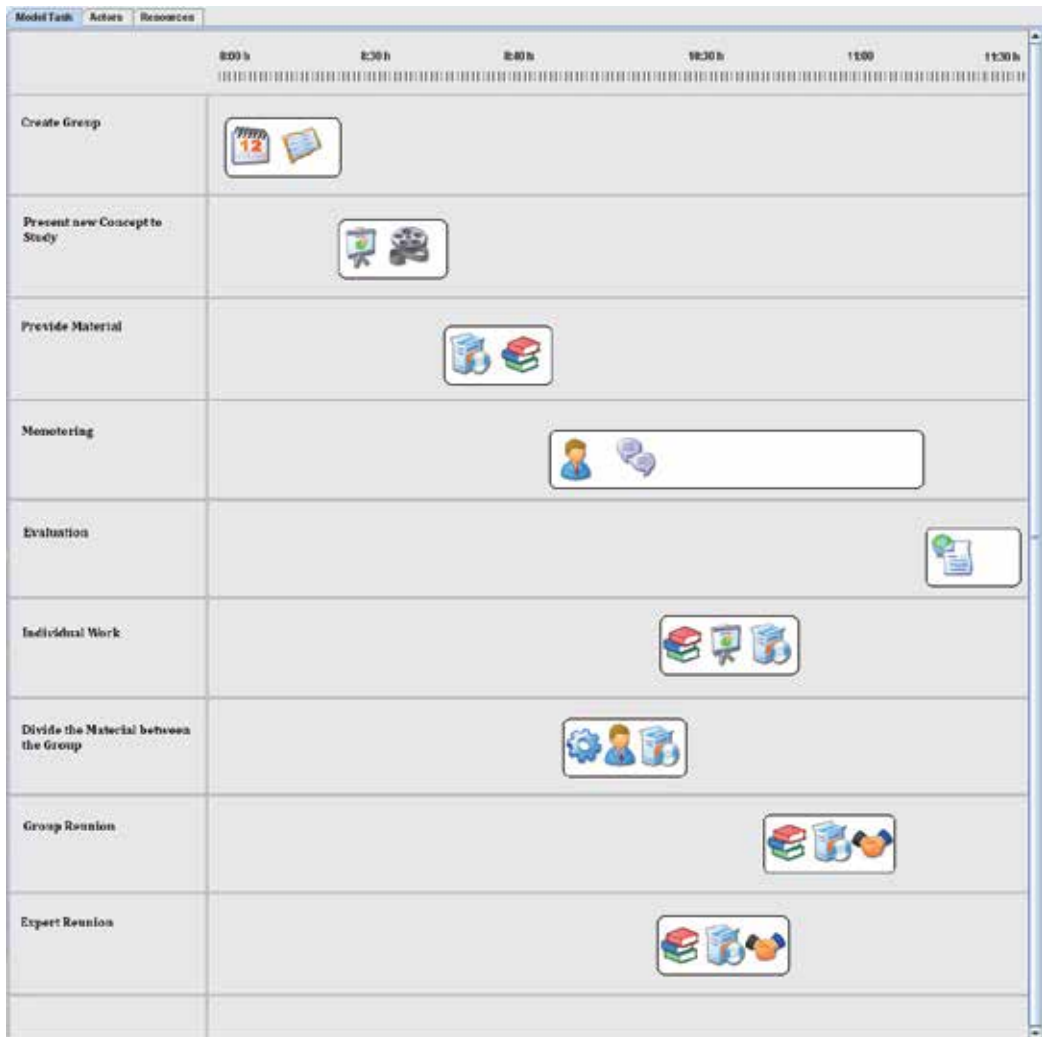 Model Task Actors Resources
8:00 h 8:30 h 8:40 h 10:30 h 11:00 11:30 h
Create Group
12
Present new Concept to
Study
Provide Material
Monotering
Evaluation
Individual Work
Divide the Material between
the Group
Group Reunion
Expert Reunion